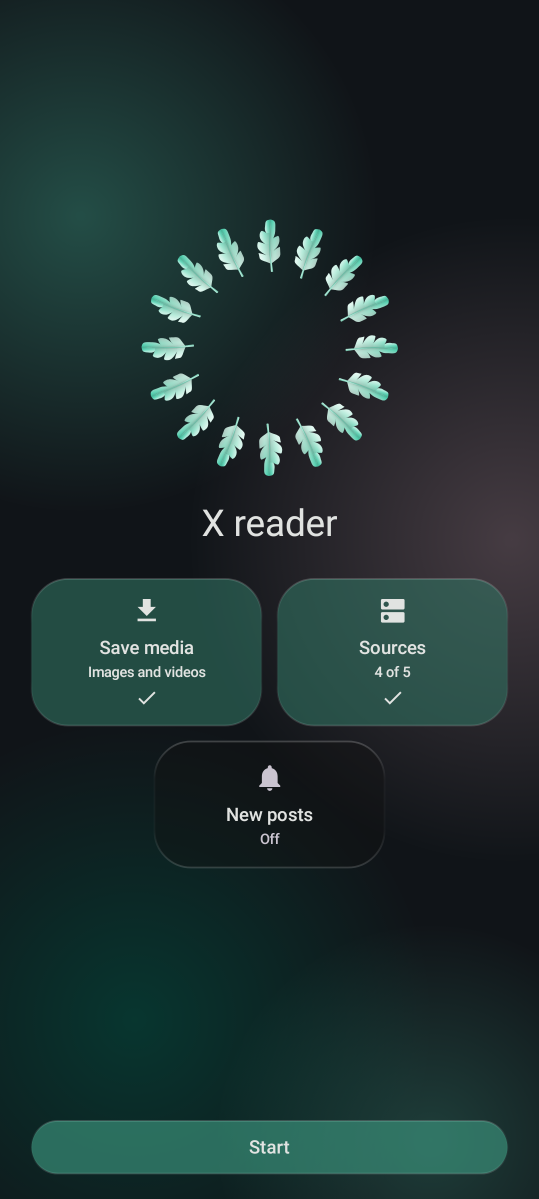 X reader
Save media
Images and videos
Sources
4 of 5
New posts
Off
Start